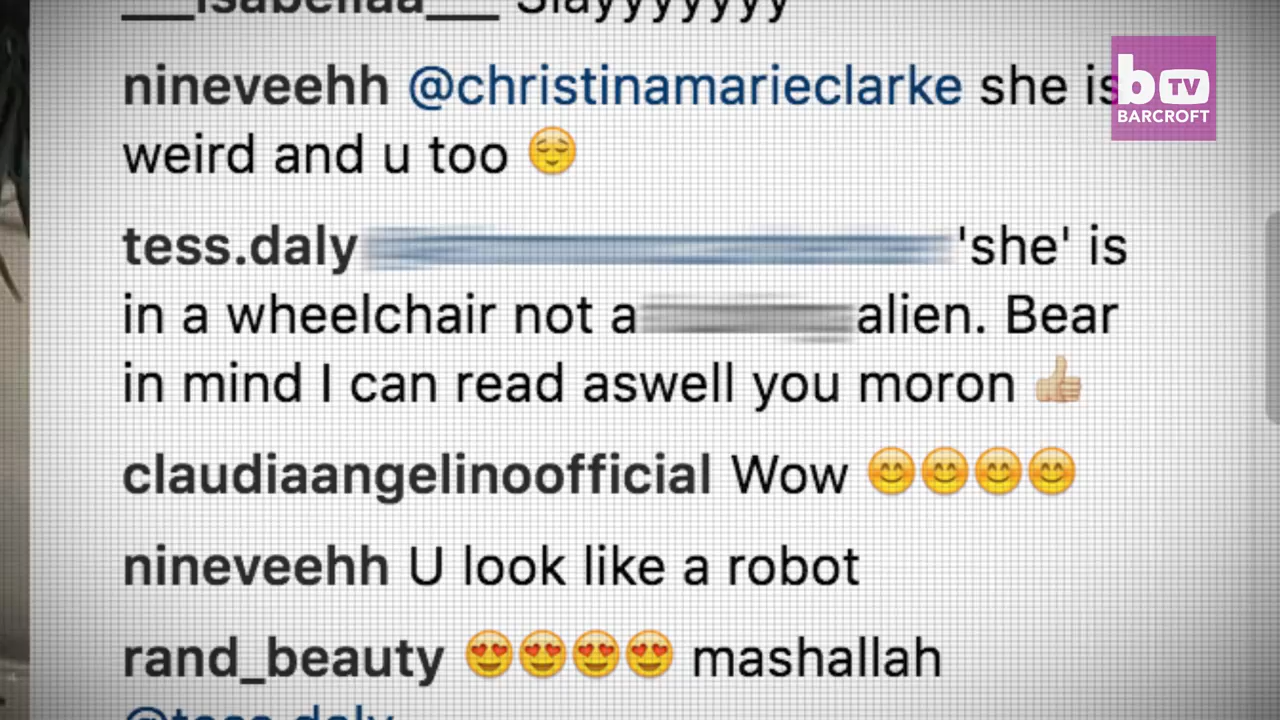 ___isabellaa___ Slayyyyyyy
nineveehh @christinamarieclarke she is
weird and u too 😌
tess.daly 'she' is
in a wheelchair not a alien. Bear
in mind I can read aswell you moron 👍🏼
claudiaangelinoofficial Wow 😊😊😊😊
nineveehh U look like a robot
rand_beauty 😍😍😍😍 mashallah
@tess.daly
b TV
BARCROFT